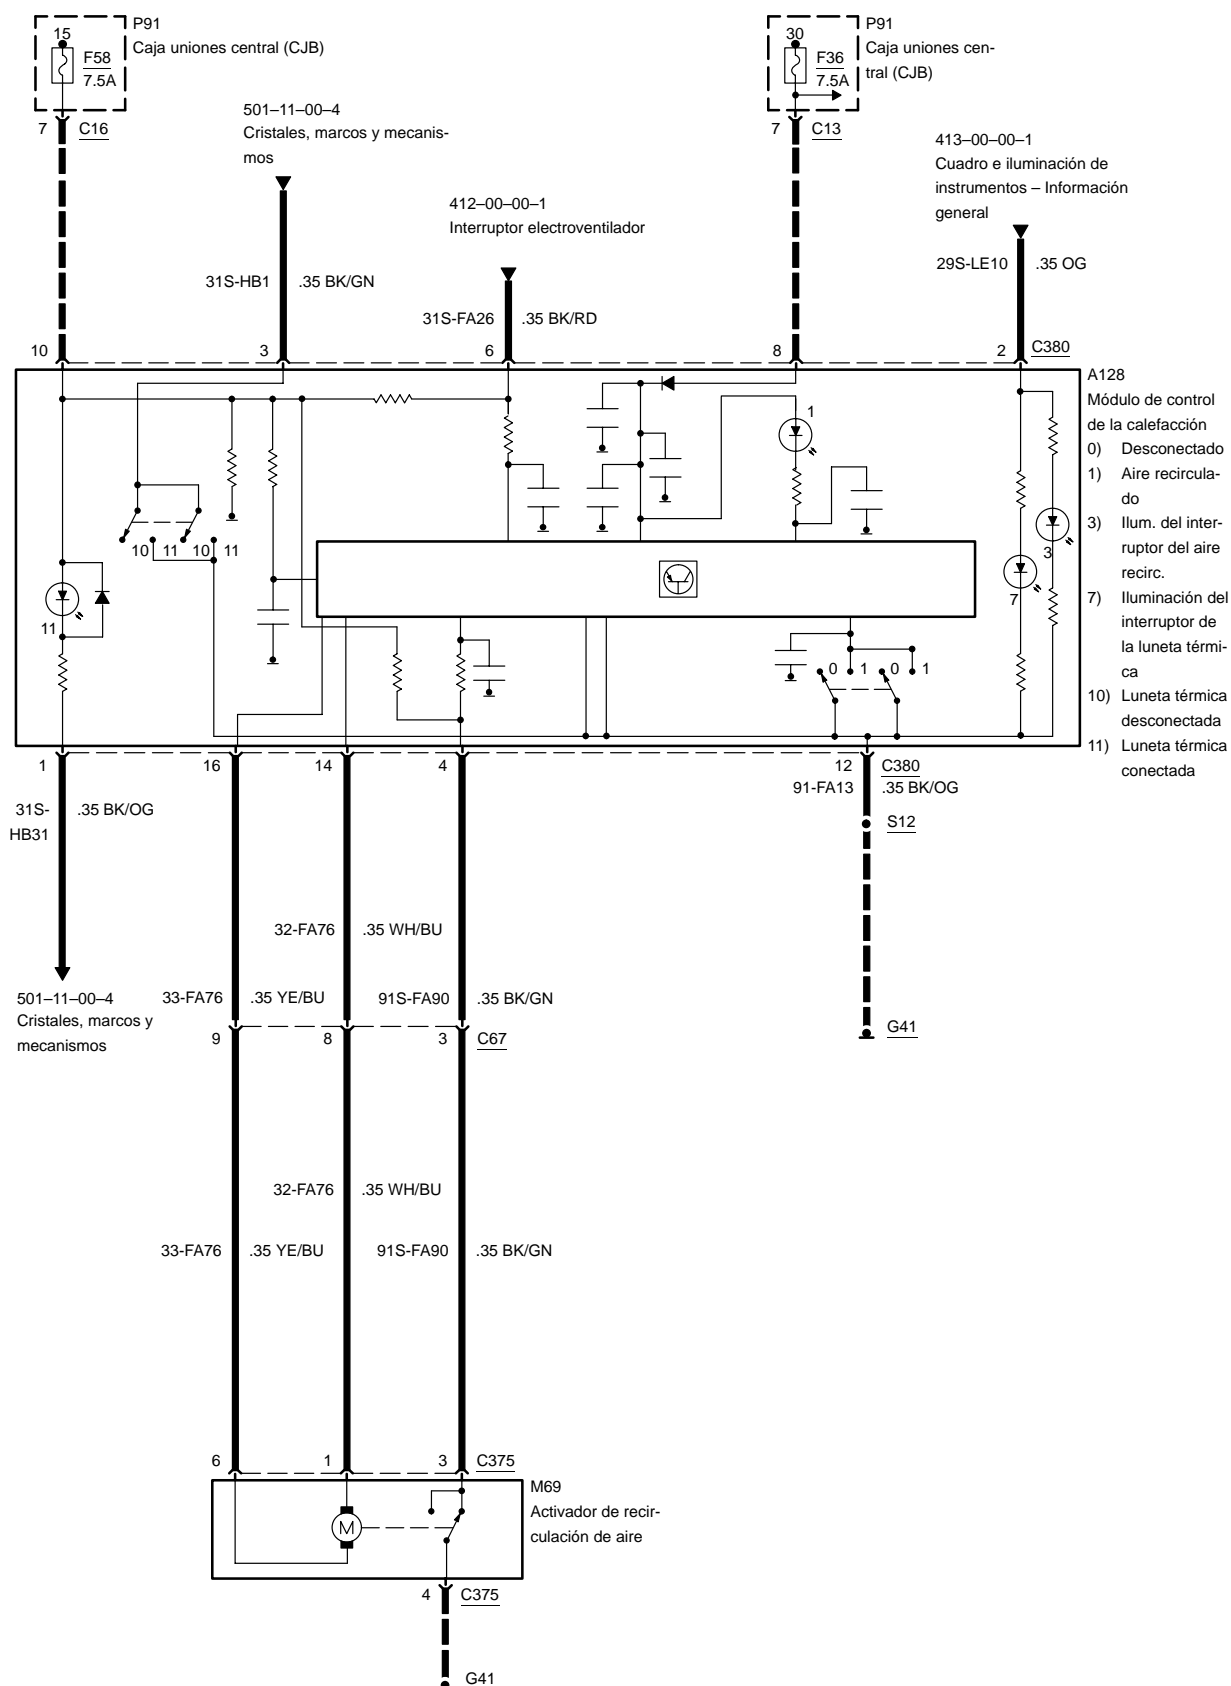 P91
Caja uniones central (CJB)
15
F58
7.5A
7
C16
P91
Caja uniones cen-
tral (CJB)
30
F36
7.5A
7
C13
501–11–00–4
Cristales, marcos y mecanis-
mos
412–00–00–1
Interruptor electroventilador
413–00–00–1
Cuadro e iluminación de
instrumentos – Información
general
31S-HB1
.35 BK/GN
31S-FA26
.35 BK/RD
29S-LE10
.35 OG
10
3
6
8
2
C380
A128
Módulo de control
de la calefacción
0) Desconectado
1) Aire recircula-
do
3) Ilum. del inter-
ruptor del aire
recirc.
7) Iluminación del
interruptor de
la luneta térmi-
ca
10) Luneta térmica
desconectada
11) Luneta térmica
conectada
1
10
11
10
11
3
7
11
0
1
0
1
1
16
14
4
12
C380
31S-
HB31
.35 BK/OG
91-FA13
.35 BK/OG
S12
32-FA76
.35 WH/BU
501–11–00–4
Cristales, marcos y
mecanismos
33-FA76
.35 YE/BU
91S-FA90
.35 BK/GN
9
8
3
C67
G41
32-FA76
.35 WH/BU
33-FA76
.35 YE/BU
91S-FA90
.35 BK/GN
6
1
3
C375
M69
Activador de recir-
culación de aire
M
4
C375
G41